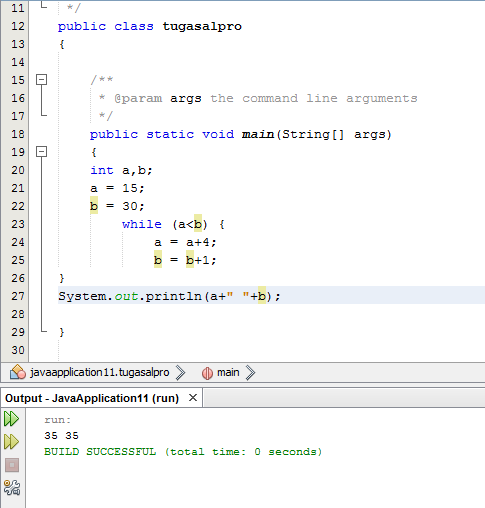 11 */
12 public class tugasalpro
13 {
14
15 /**
16 * @param args the command line arguments
17 */
18 public static void main(String[] args)
19 {
20 int a,b;
21 a = 15;
22 b = 30;
23 while (a<b) {
24 a = a+4;
25 b = b+1;
26 }
27 System.out.println(a+" "+b);
28
29 }
30
javaapplication11.tugasalpro main
Output - JavaApplication11 (run) ×
run:
35 35
BUILD SUCCESSFUL (total time: 0 seconds)